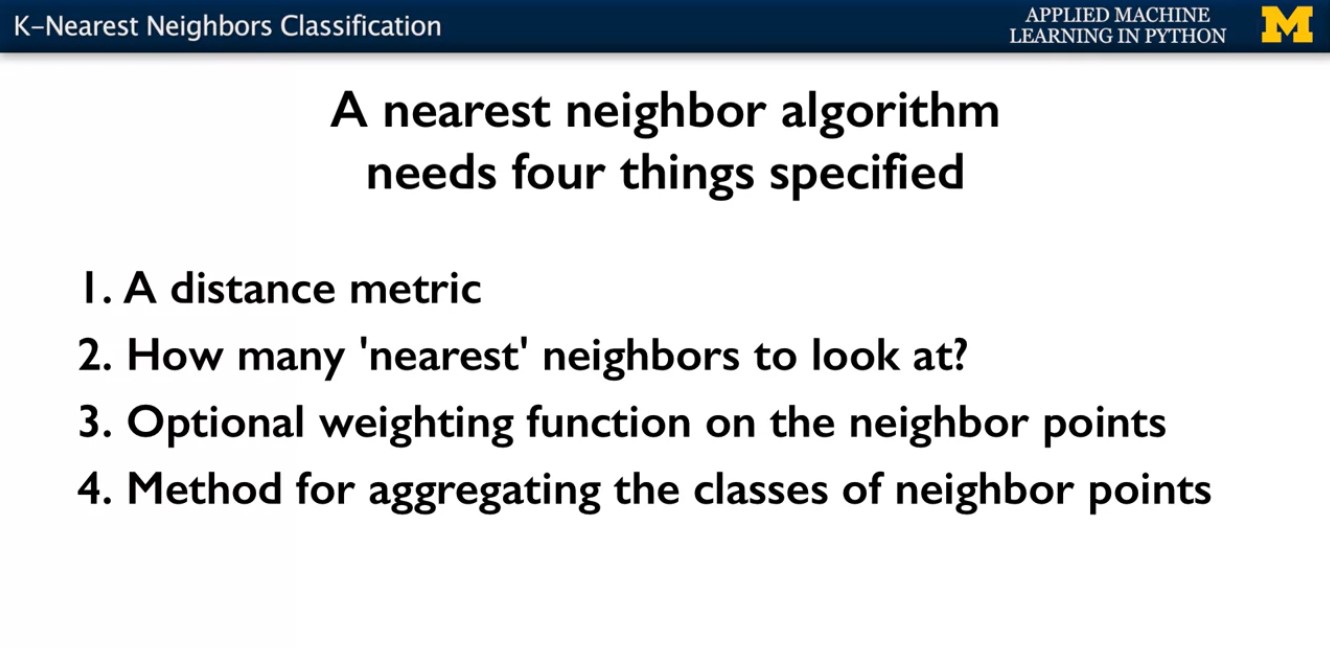 K-Nearest Neighbors Classification
APPLIED MACHINE
LEARNING IN PYTHON
M
A nearest neighbor algorithm
needs four things specified
1. A distance metric
2. How many 'nearest' neighbors to look at?
3. Optional weighting function on the neighbor points
4. Method for aggregating the classes of neighbor points